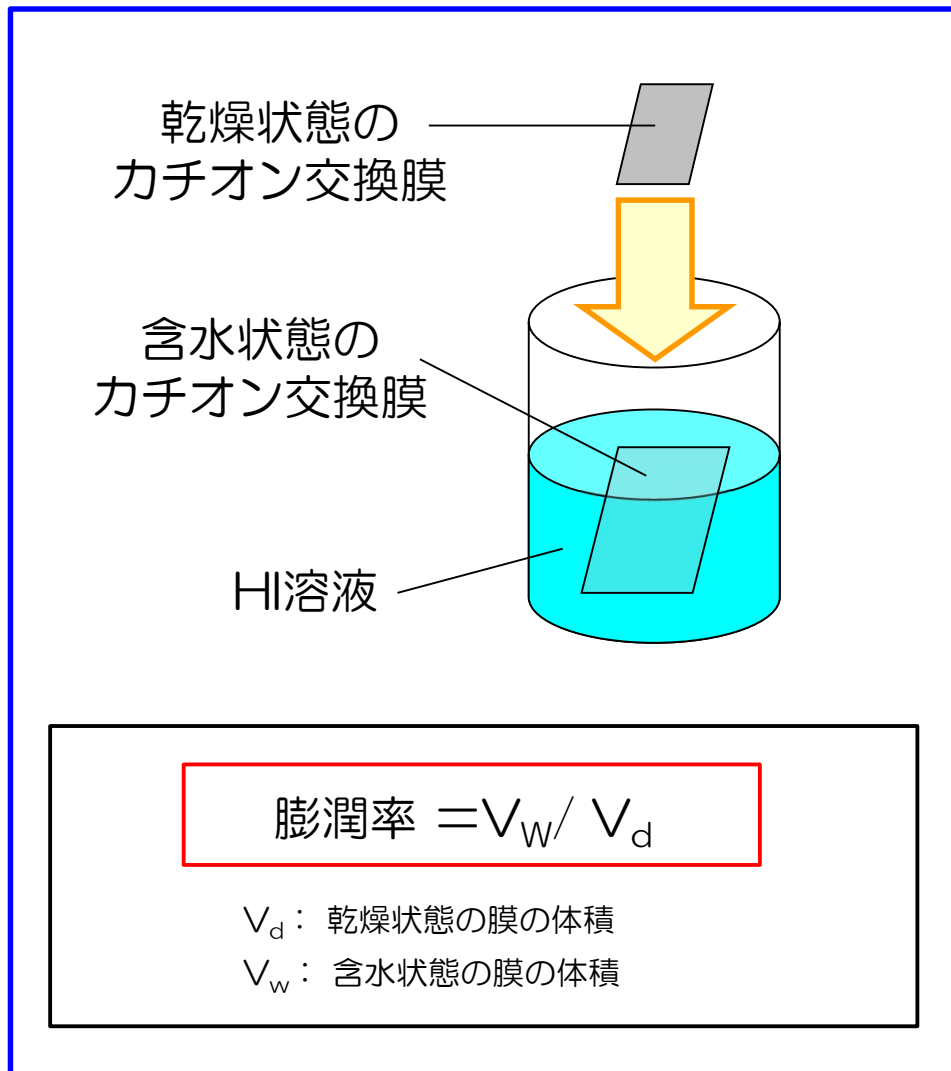 乾燥状態の
カチオン交換膜
含水状態の
カチオン交換膜
HI溶液
膨潤率 ＝VW/ Vd
Vd： 乾燥状態の膜の体積
Vw： 含水状態の膜の体積